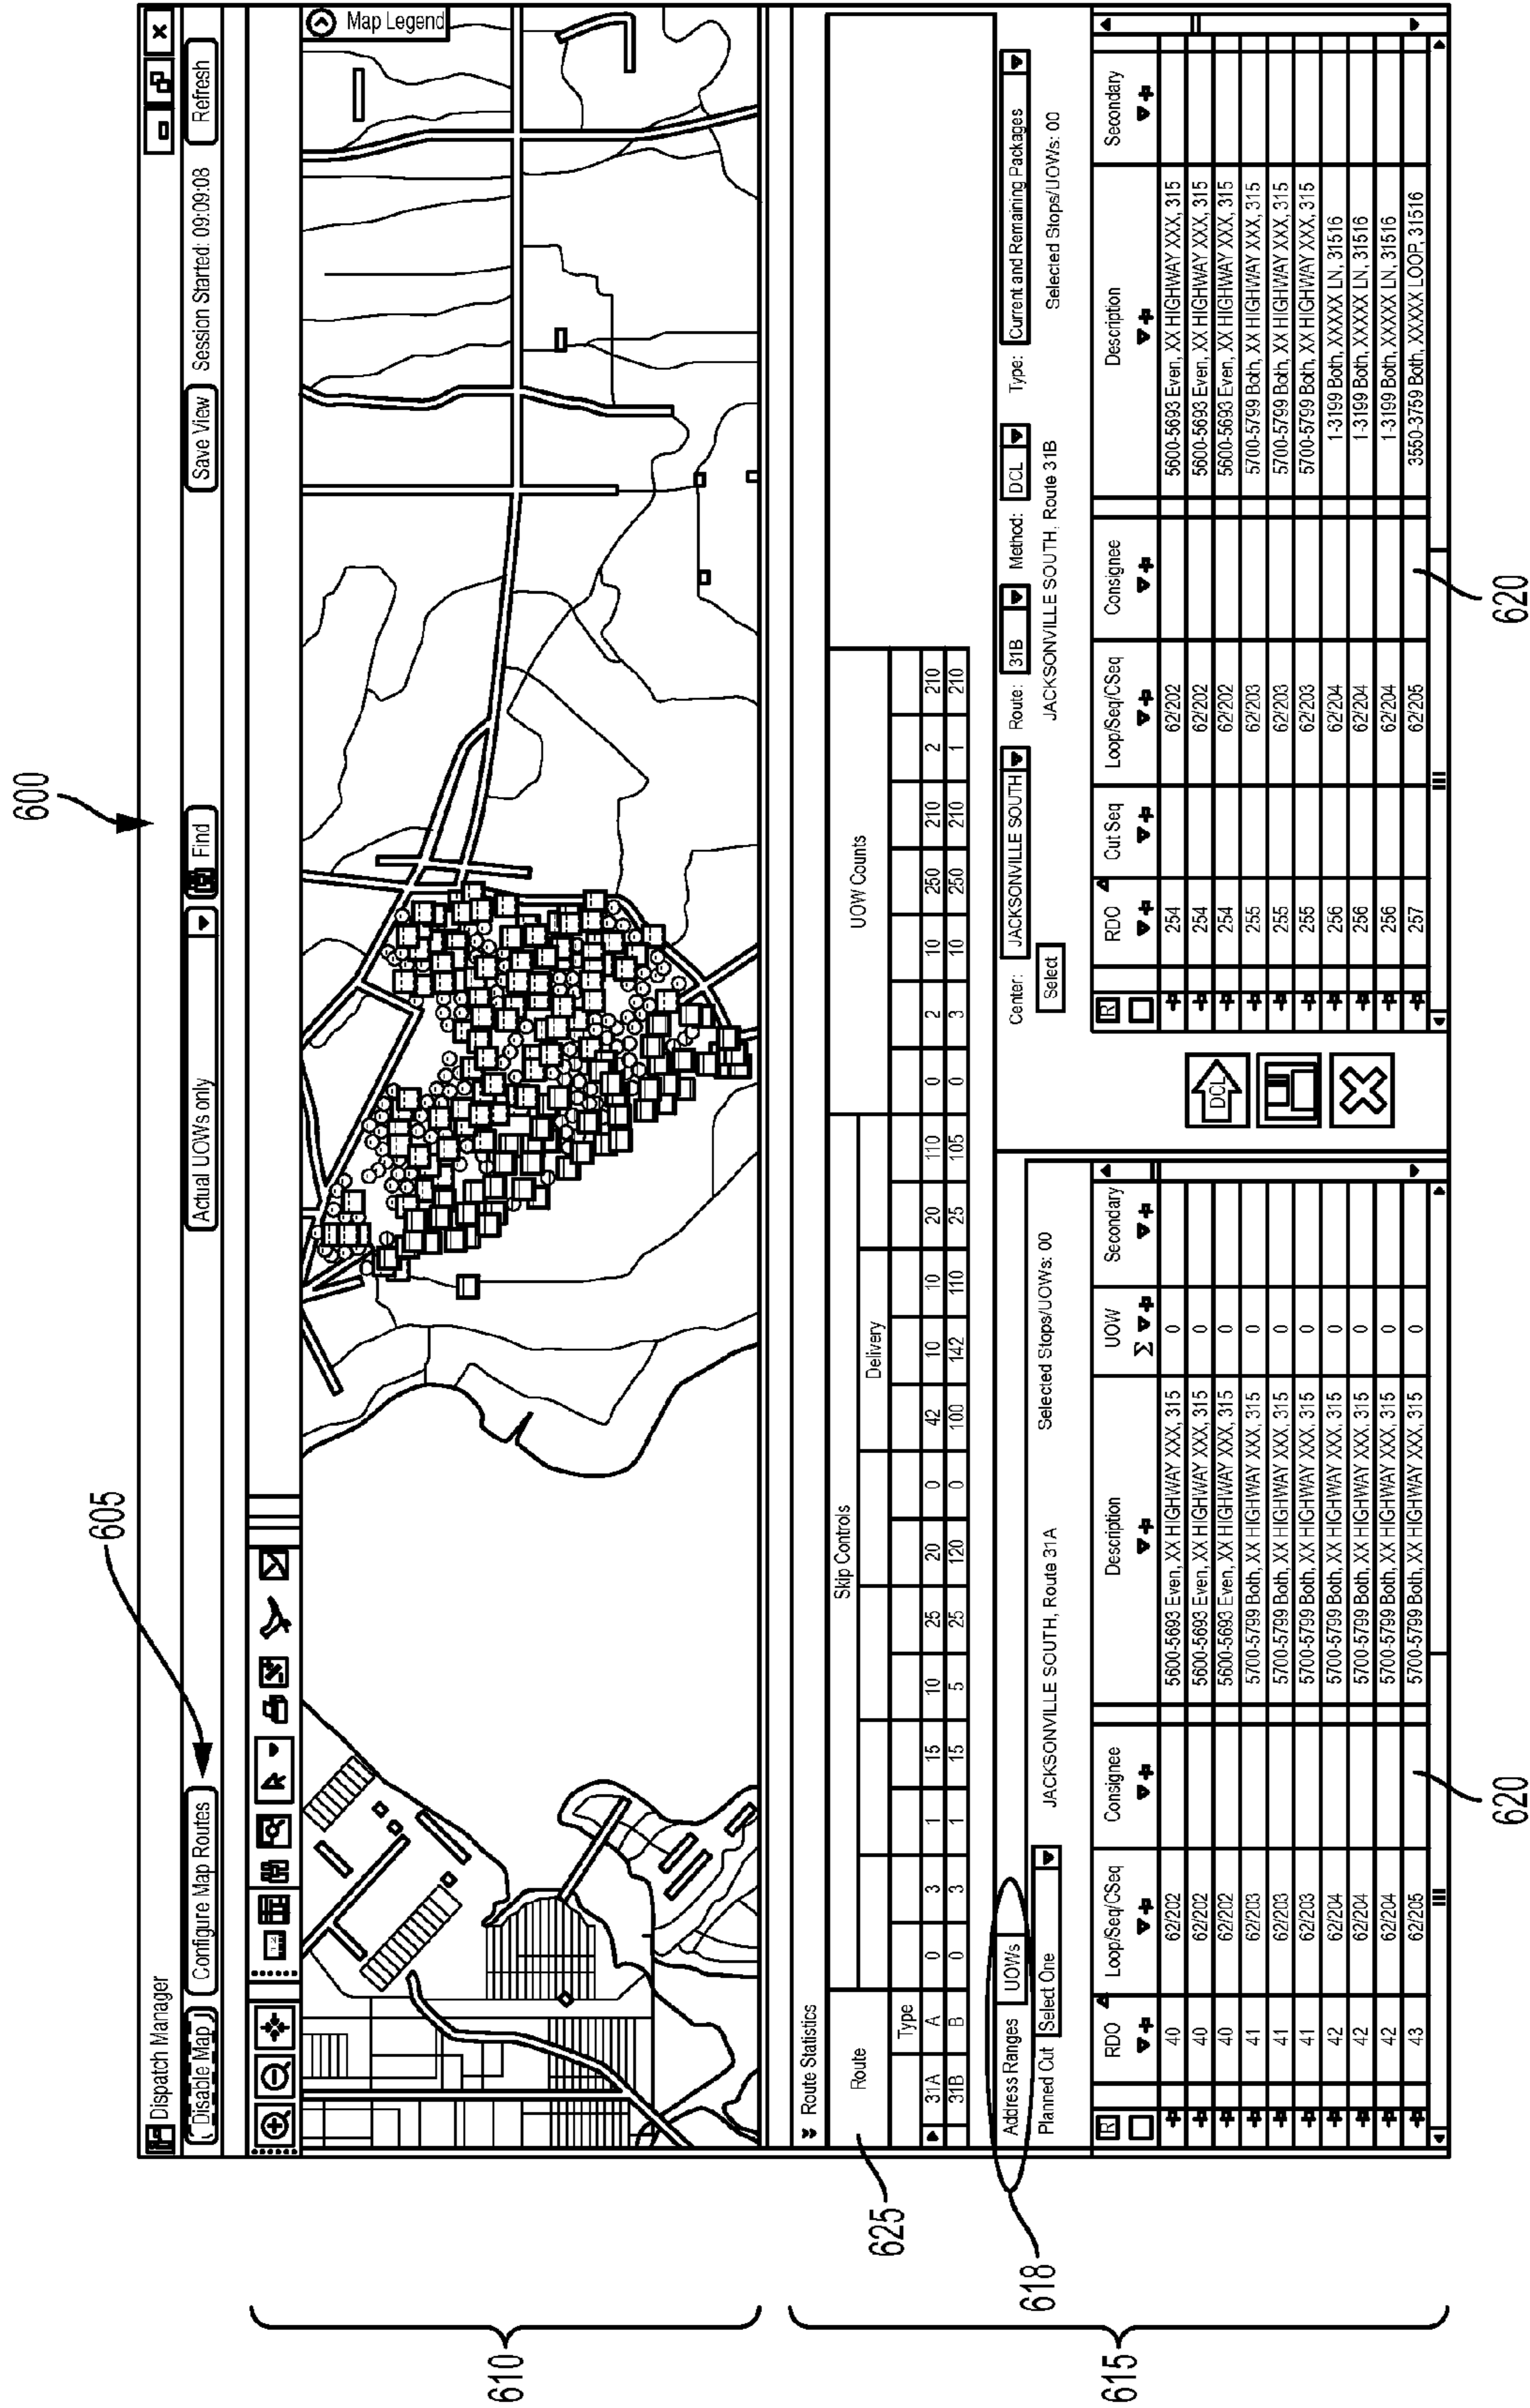 600
605
Dispatch Manager
Disable Map Configure Map Routes Actual UOWs only Find Save View Session Started: 09:09:08 Refresh
Map Legend
610
Route Statistics
625
Route Skip Controls UOW Counts
Delivery
Type
31A A 0 3 1 15 10 25 20 0 42 10 10 20 110 0 2 10 250 210 2 210
31B B 0 3 1 15 5 25 120 0 100 142 110 25 105 0 3 10 250 210 1 210
618
615
Address Ranges UOWs
Planned Cut Select One JACKSONVILLE SOUTH, Route 31A Selected Stops/UOWs: 00
R RDO Loop/Seq/CSeq Consignee Description UOW Secondary
Σ
40 62/202 5600-5693 Even, XX HIGHWAY XXX, 315 0
40 62/202 5600-5693 Even, XX HIGHWAY XXX, 315 0
40 62/202 5600-5693 Even, XX HIGHWAY XXX, 315 0
41 62/203 5700-5799 Both, XX HIGHWAY XXX, 315 0
41 62/203 5700-5799 Both, XX HIGHWAY XXX, 315 0
41 62/203 5700-5799 Both, XX HIGHWAY XXX, 315 0
42 62/204 5700-5799 Both, XX HIGHWAY XXX, 315 0
42 62/204 5700-5799 Both, XX HIGHWAY XXX, 315 0
42 62/204 5700-5799 Both, XX HIGHWAY XXX, 315 0
43 62/205 5700-5799 Both, XX HIGHWAY XXX, 315 0
620
DCL
Center: JACKSONVILLE SOUTH Route: 31B Method: DCL Type: Current and Remaining Packages
Select JACKSONVILLE SOUTH, Route 31B Selected Stops/UOWs: 00
R RDO Cut Seq Loop/Seq/CSeq Consignee Description Secondary
254 62/202 5600-5693 Even, XX HIGHWAY XXX, 315
254 62/202 5600-5693 Even, XX HIGHWAY XXX, 315
254 62/202 5600-5693 Even, XX HIGHWAY XXX, 315
255 62/203 5700-5799 Both, XX HIGHWAY XXX, 315
255 62/203 5700-5799 Both, XX HIGHWAY XXX, 315
255 62/203 5700-5799 Both, XX HIGHWAY XXX, 315
256 62/204 1-3199 Both, XXXXX LN, 31516
256 62/204 1-3199 Both, XXXXX LN, 31516
256 62/204 1-3199 Both, XXXXX LN, 31516
257 62/205 3550-3759 Both, XXXXX LOOP, 31516
620